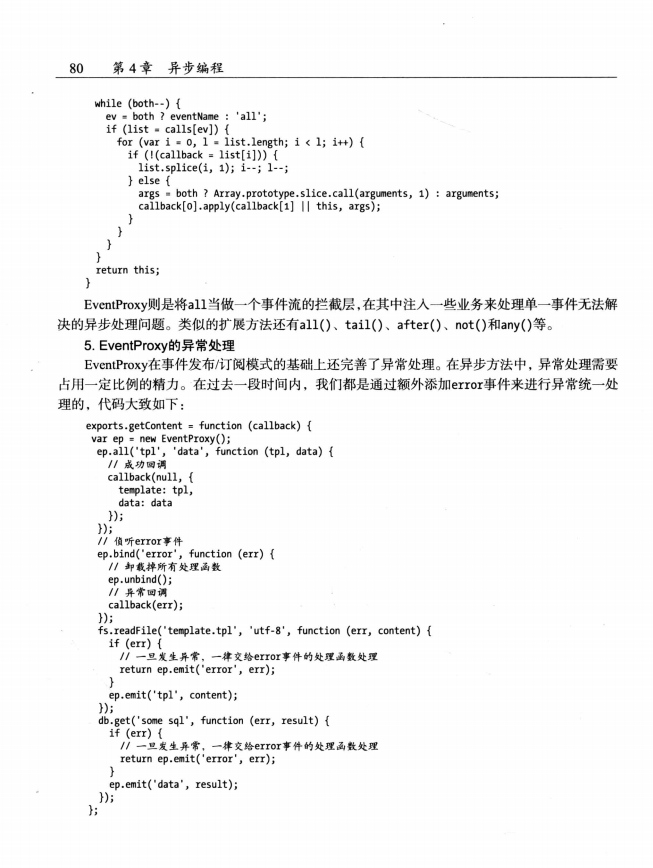 80 第4章 异步编程
while (both--) {
ev = both ? eventName : 'all';
if (list = calls[ev]) {
for (var i = 0, l = list.length; i < l; i++) {
if (!(callback = list[i])) {
list.splice(i, 1); i--; l--;
} else {
args = both ? Array.prototype.slice.call(arguments, 1) : arguments;
callback[0].apply(callback[1] || this, args);
}
}
}
}
return this;
}
EventProxy则是将all当做一个事件流的拦截层,在其中注入一些业务来处理单一事件无法解
决的异步处理问题。类似的扩展方法还有all()、tail()、after()、not()和any()等。
5. EventProxy的异常处理
EventProxy在事件发布/订阅模式的基础上还完善了异常处理。在异步方法中，异常处理需要
占用一定比例的精力。在过去一段时间内，我们都是通过额外添加error事件来进行异常统一处
理的，代码大致如下：
exports.getContent = function (callback) {
var ep = new EventProxy();
ep.all('tpl', 'data', function (tpl, data) {
// 成功回调
callback(null, {
template: tpl,
data: data
});
});
// 侦听error事件
ep.bind('error', function (err) {
// 卸载掉所有处理函数
ep.unbind();
// 异常回调
callback(err);
});
fs.readFile('template.tpl', 'utf-8', function (err, content) {
if (err) {
// 一旦发生异常，一律交给error事件的处理函数处理
return ep.emit('error', err);
}
ep.emit('tpl', content);
});
db.get('some sql', function (err, result) {
if (err) {
// 一旦发生异常，一律交给error事件的处理函数处理
return ep.emit('error', err);
}
ep.emit('data', result);
});
};